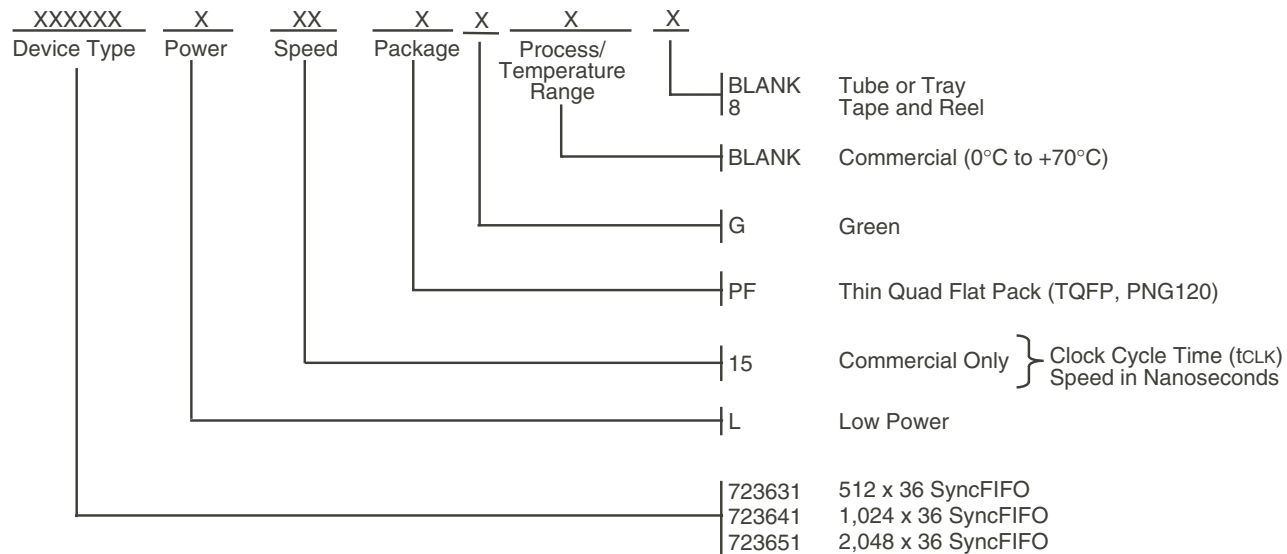 XXXXXX X XX X X X X
Device Type Power Speed Package Process/
Temperature
Range
BLANK Tube or Tray
8 Tape and Reel
BLANK Commercial (0°C to +70°C)
G Green
PF Thin Quad Flat Pack (TQFP, PNG120)
15 Commercial Only Clock Cycle Time (tCLK)
Speed in Nanoseconds
L Low Power
723631 512 x 36 SyncFIFO
723641 1,024 x 36 SyncFIFO
723651 2,048 x 36 SyncFIFO